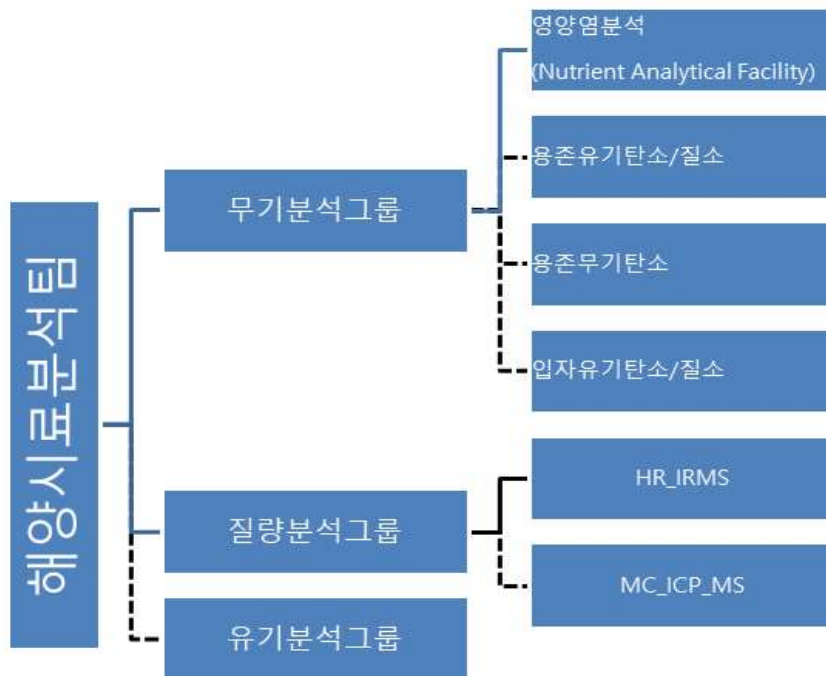 해양시료분석팀
무기분석그룹
영양염분석
(Nutrient Analytical Facility)
용존유기탄소/질소
용존무기탄소
입자유기탄소/질소
질량분석그룹
HR_IRMS
MC_ICP_MS
유기분석그룹